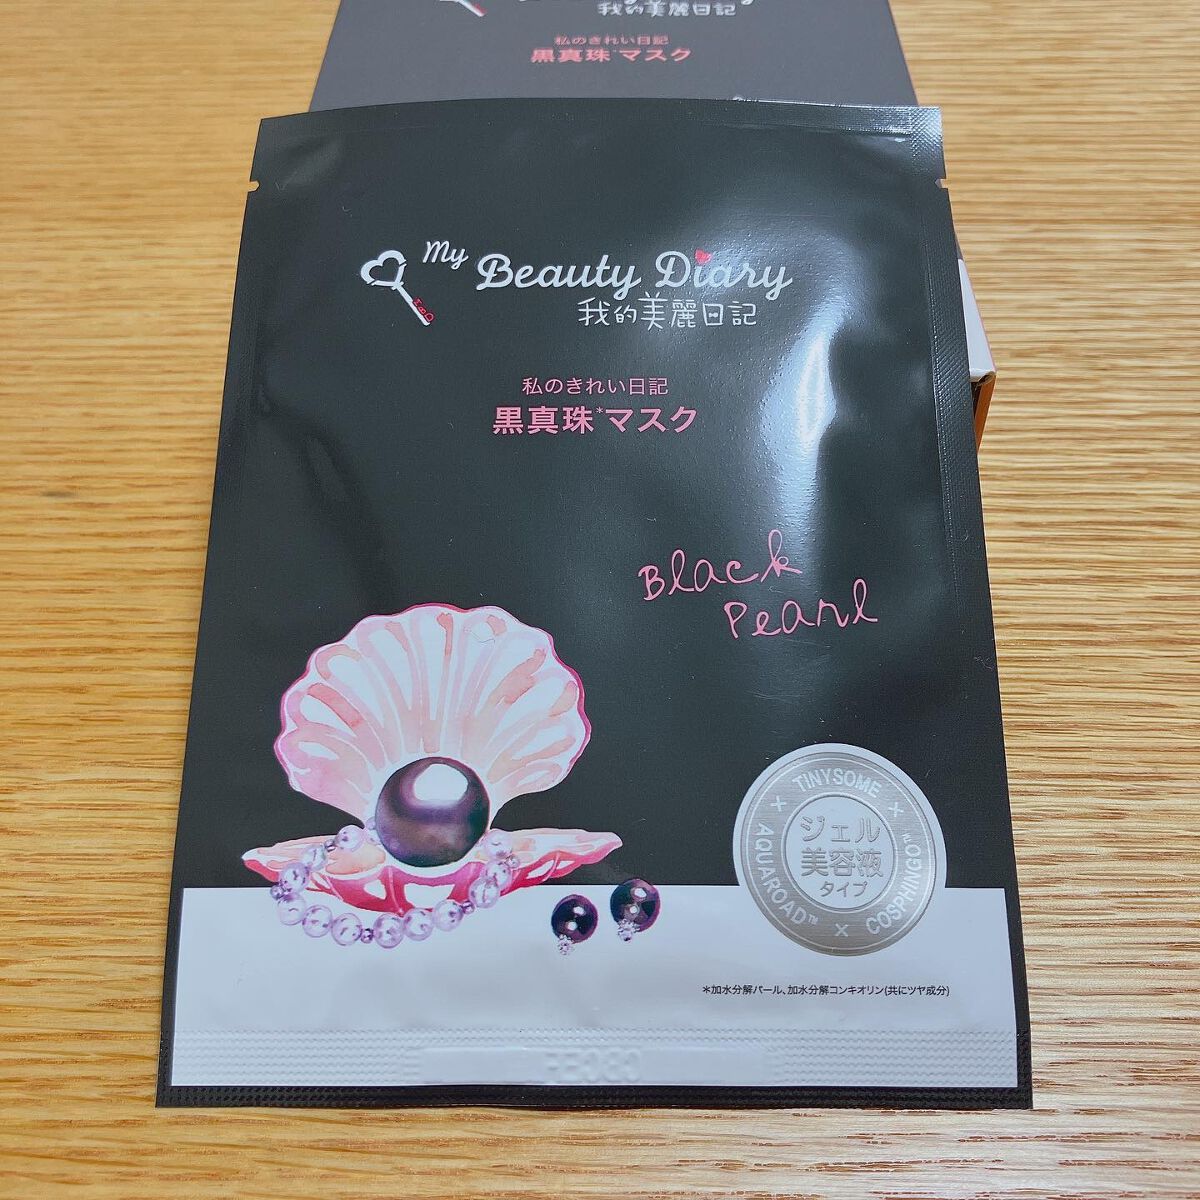 我的美麗日記
私のきれい日記
黒真珠*マスク
my Beauty Diary
我的美麗日記
私のきれい日記
黒真珠*マスク
Black
Pearl
TINYSOME
AQUAROAD™
COSPHINGO™
ジェル
美容液
タイプ
*加水分解パール、加水分解コンキオリン(共にツヤ成分)